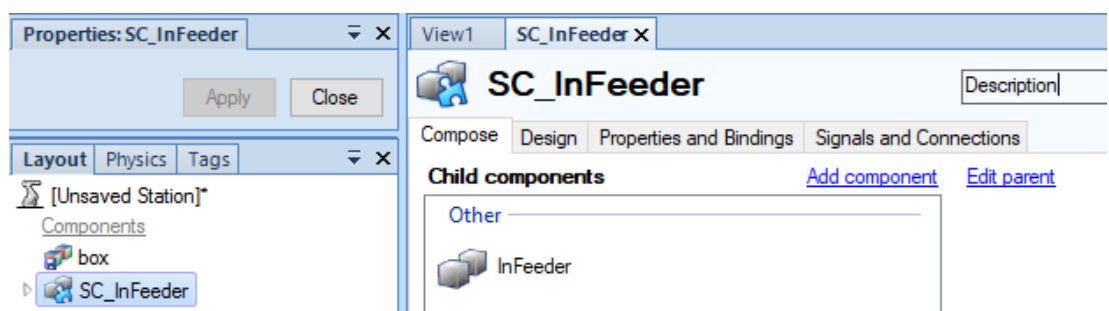 Properties: SC_InFeeder
Apply Close
Layout Physics Tags
[Unsaved Station]*
Components
box
SC_InFeeder
View1 SC_InFeeder
SC_InFeeder Description
Compose Design Properties and Bindings Signals and Connections
Child components Add component Edit parent
Other
InFeeder